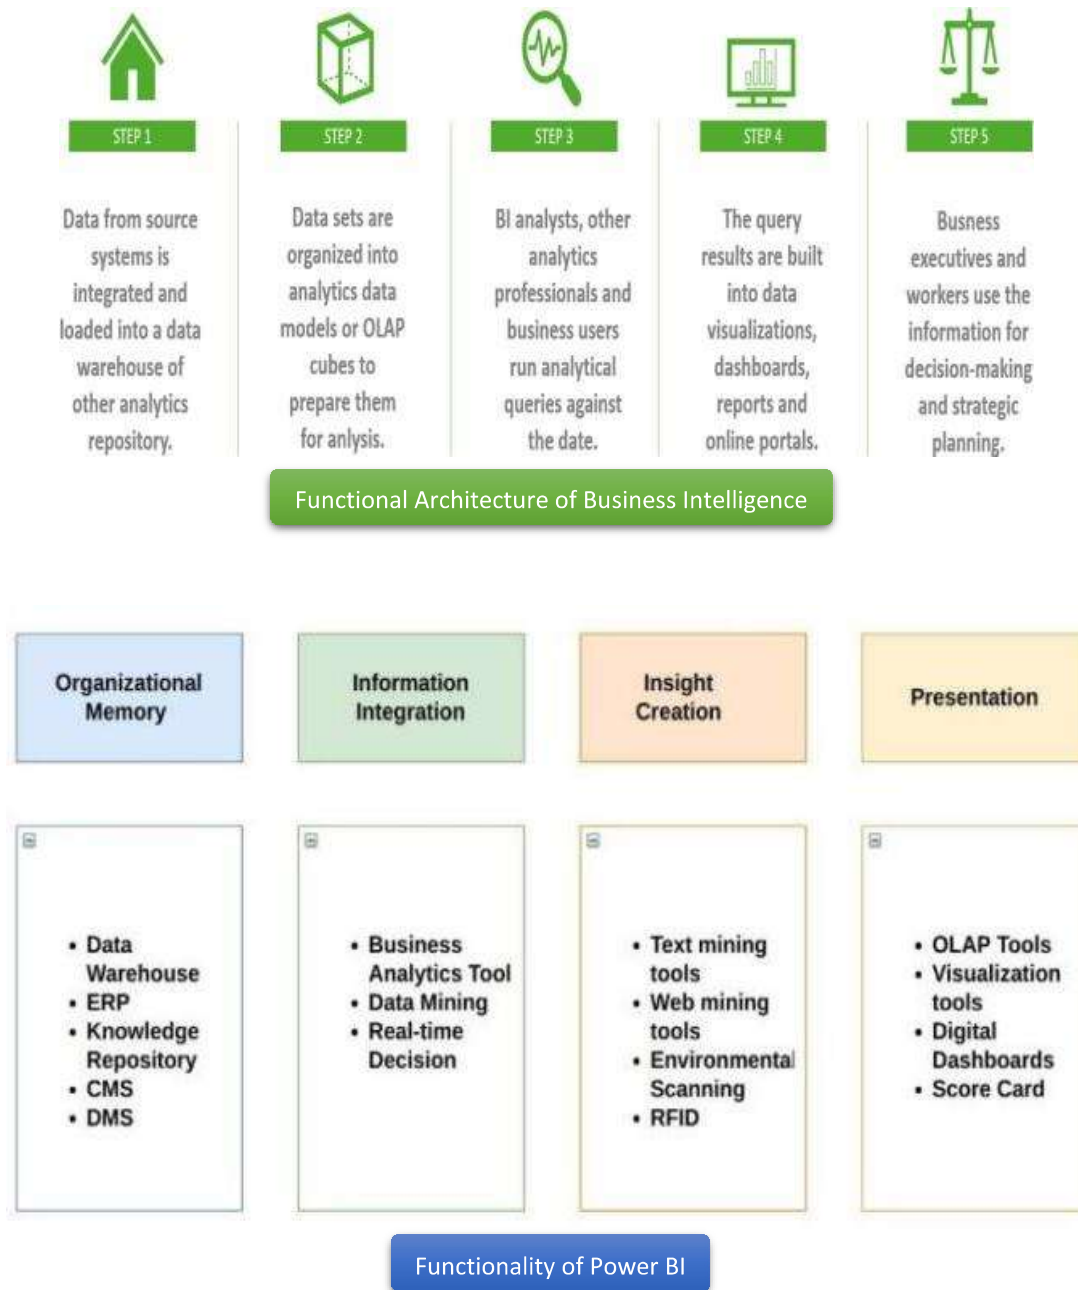 STEP 1
Data from source
systems is
integrated and
loaded into a data
warehouse of
other analytics
repository.
STEP 2
Data sets are
organized into
analytics data
models or OLAP
cubes to
prepare them
for anlysis.
STEP 3
BI analysts, other
analytics
professionals and
business users
run analytical
queries against
the date.
STEP 4
The query
results are built
into data
visualizations,
dashboards,
reports and
online portals.
STEP 5
Busness
executives and
workers use the
information for
decision-making
and strategic
planning.
Functional Architecture of Business Intelligence
Organizational
Memory
• Data
Warehouse
• ERP
• Knowledge
Repository
• CMS
• DMS
Information
Integration
• Business
Analytics Tool
• Data Mining
• Real-time
Decision
Insight
Creation
• Text mining
tools
• Web mining
tools
• Environmental
Scanning
• RFID
Presentation
• OLAP Tools
• Visualization
tools
• Digital
Dashboards
• Score Card
Functionality of Power BI